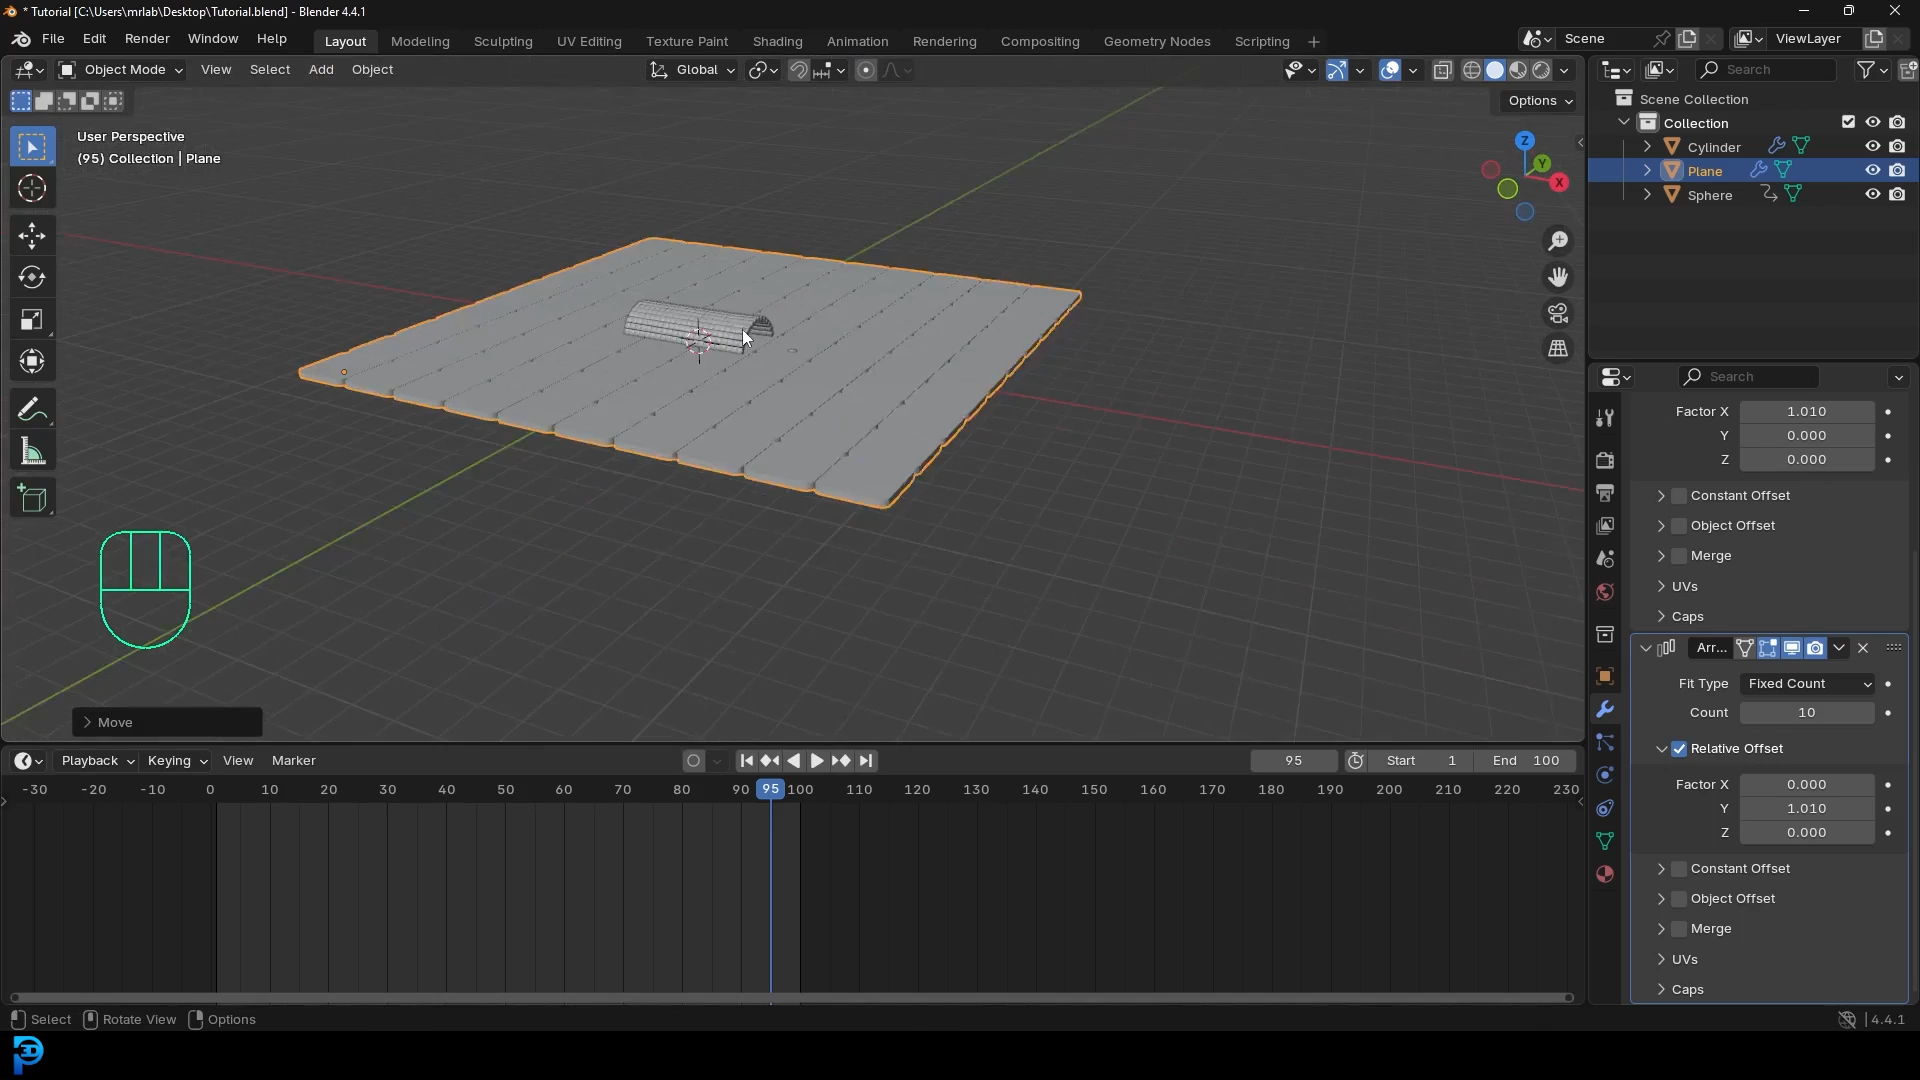 * Tutorial [C:\Users\mrlab\Desktop\Tutorial.blend] - Blender 4.4.1
File Edit Render Window Help Layout Modeling Sculpting UV Editing Texture Paint Shading Animation Rendering Compositing Geometry Nodes Scripting + Scene ViewLayer
Object Mode View Select Add Object Global Search
Options
User Perspective
(95) Collection | Plane
Z
Y
X
Scene Collection
Collection
Cylinder
Plane
Sphere
Search
Factor X 1.010
Y 0.000
Z 0.000
Constant Offset
Object Offset
Merge
UVs
Caps
Arr...
Fit Type Fixed Count
Count 10
Relative Offset
Factor X 0.000
Y 1.010
Z 0.000
Constant Offset
Object Offset
Merge
UVs
Caps
Move
Playback Keying View Marker 95 Start 1 End 100
-30 -20 -10 0 10 20 30 40 50 60 70 80 90 95 100 110 120 130 140 150 160 170 180 190 200 210 220 230
Select Rotate View Options 4.4.1
3D